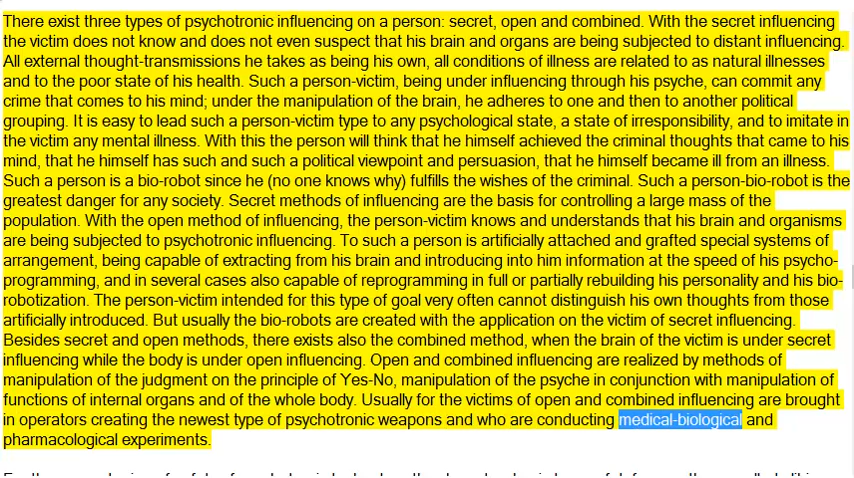 There exist three types of psychotronic influencing on a person: secret, open and combined. With the secret influencing
the victim does not know and does not even suspect that his brain and organs are being subjected to distant influencing.
All external thought-transmissions he takes as being his own, all conditions of illness are related to as natural illnesses
and to the poor state of his health. Such a person-victim, being under influencing through his psyche, can commit any
crime that comes to his mind; under the manipulation of the brain, he adheres to one and then to another political
grouping. It is easy to lead such a person-victim type to any psychological state, a state of irresponsibility, and to imitate in
the victim any mental illness. With this the person will think that he himself achieved the criminal thoughts that came to his
mind, that he himself has such and such a political viewpoint and persuasion, that he himself became ill from an illness.
Such a person is a bio-robot since he (no one knows why) fulfills the wishes of the criminal. Such a person-bio-robot is the
greatest danger for any society. Secret methods of influencing are the basis for controlling a large mass of the
population. With the open method of influencing, the person-victim knows and understands that his brain and organisms
are being subjected to psychotronic influencing. To such a person is artificially attached and grafted special systems of
arrangement, being capable of extracting from his brain and introducing into him information at the speed of his psycho-
programming, and in several cases also capable of reprogramming in full or partially rebuilding his personality and his bio-
robotization. The person-victim intended for this type of goal very often cannot distinguish his own thoughts from those
artificially introduced. But usually the bio-robots are created with the application on the victim of secret influencing.
Besides secret and open methods, there exists also the combined method, when the brain of the victim is under secret
influencing while the body is under open influencing. Open and combined influencing are realized by methods of
manipulation of the judgment on the principle of Yes-No, manipulation of the psyche in conjunction with manipulation of
functions of internal organs and of the whole body. Usually for the victims of open and combined influencing are brought
in operators creating the newest type of psychotronic weapons and who are conducting medical-biological and
pharmacological experiments.